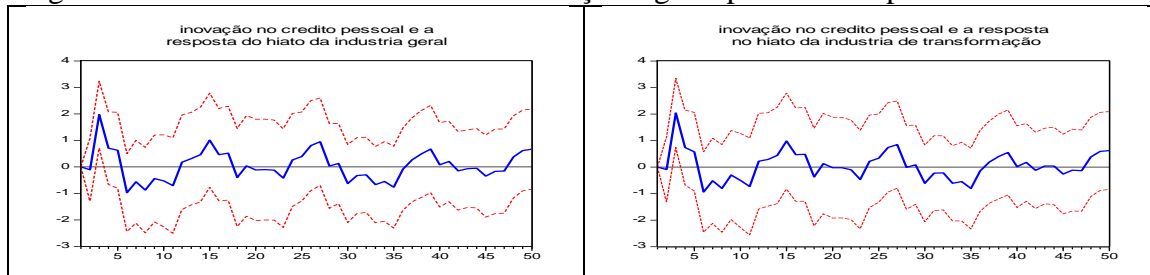 inovação no credito pessoal e a
resposta do hiato da industria geral
4
3
2
1
0
-1
-2
-3
5 10 15 20 25 30 35 40 45 50
inovação no credito pessoal e a resposta
no hiato da industria de transformação
4
3
2
1
0
-1
-2
-3
5 10 15 20 25 30 35 40 45 50